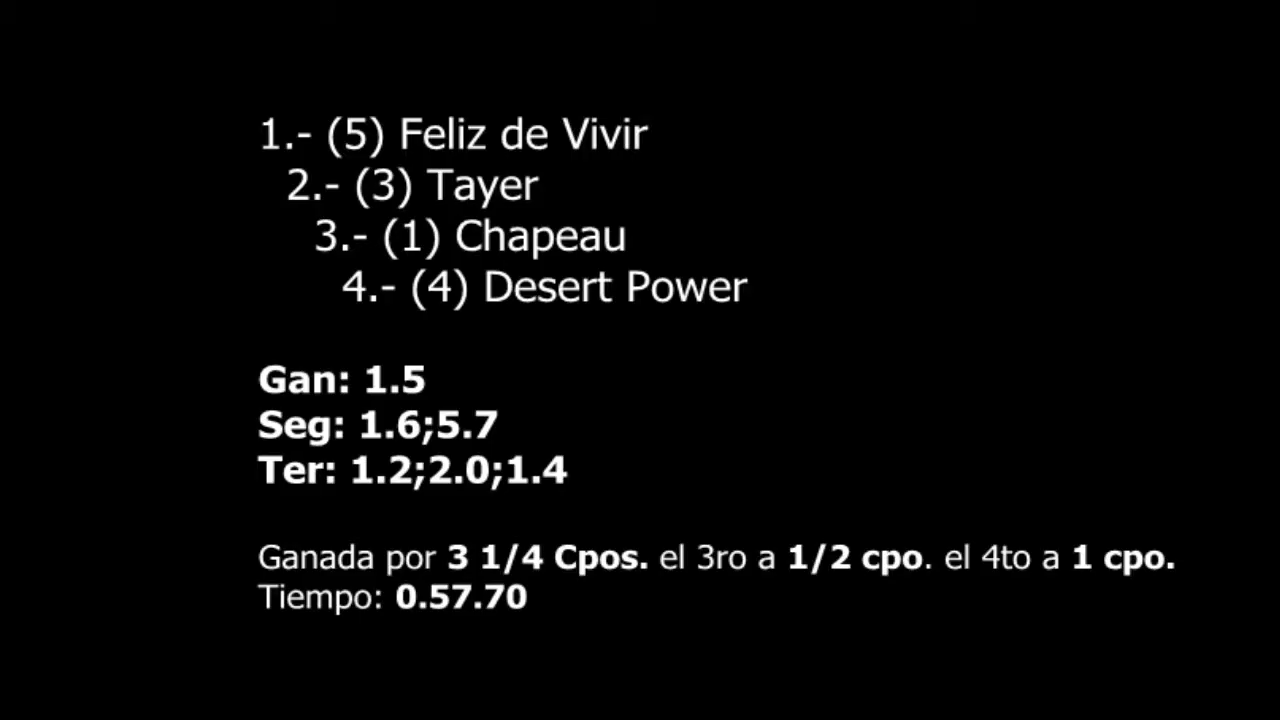 1.- (5) Feliz de Vivir
2.- (3) Tayer
3.- (1) Chapeau
4.- (4) Desert Power
Gan: 1.5
Seg: 1.6;5.7
Ter: 1.2;2.0;1.4
Ganada por 3 1/4 Cpos. el 3ro a 1/2 cpo. el 4to a 1 cpo.
Tiempo: 0.57.70